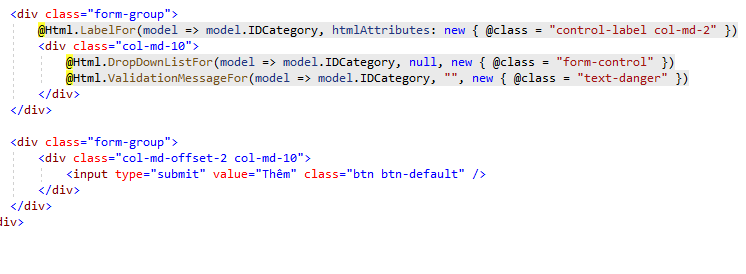 <div class="form-group">
@Html.LabelFor(model => model.IDCategory, htmlAttributes: new { @class = "control-label col-md-2" })
<div class="col-md-10">
@Html.DropDownListFor(model => model.IDCategory, null, new { @class = "form-control" })
@Html.ValidationMessageFor(model => model.IDCategory, "", new { @class = "text-danger" })
</div>
</div>
<div class="form-group">
<div class="col-md-offset-2 col-md-10">
<input type="submit" value="Thêm" class="btn btn-default" />
</div>
</div>
div>